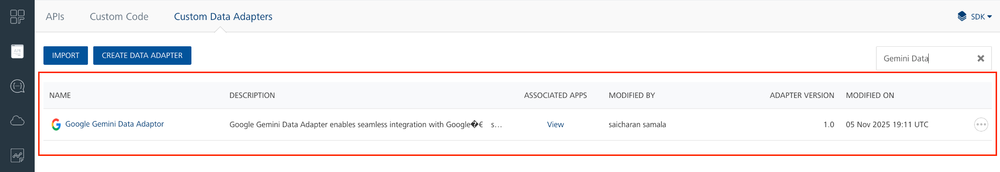 APIs Custom Code Custom Data Adapters SDK
API
IMPORT CREATE DATA ADAPTER Gemini Data
NAME DESCRIPTION ASSOCIATED APPS MODIFIED BY ADAPTER VERSION MODIFIED ON
Google Gemini Data Adaptor Google Gemini Data Adapter enables seamless integration with Google�€ s... View saicharan samala 1.0 05 Nov 2025 19:11 UTC